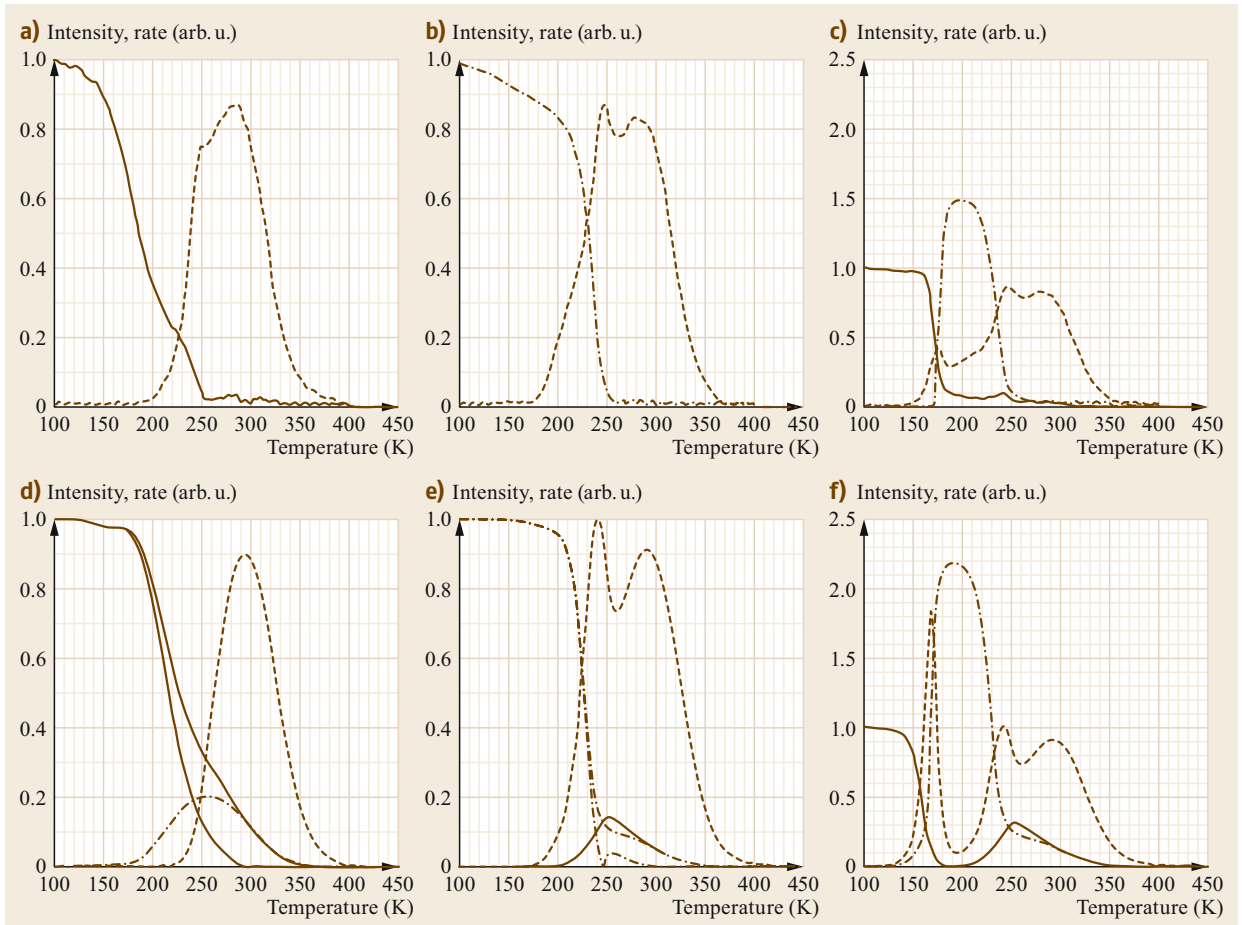 a) Intensity, rate (arb. u.)
1.0
0.8
0.6
0.4
0.2
0
100 150 200 250 300 350 400 450
Temperature (K)
b) Intensity, rate (arb. u.)
1.0
0.8
0.6
0.4
0.2
0
100 150 200 250 300 350 400 450
Temperature (K)
c) Intensity, rate (arb. u.)
2.5
2.0
1.5
1.0
0.5
0
100 150 200 250 300 350 400 450
Temperature (K)
d) Intensity, rate (arb. u.)
1.0
0.8
0.6
0.4
0.2
0
100 150 200 250 300 350 400 450
Temperature (K)
e) Intensity, rate (arb. u.)
1.0
0.8
0.6
0.4
0.2
0
100 150 200 250 300 350 400 450
Temperature (K)
f) Intensity, rate (arb. u.)
2.5
2.0
1.5
1.0
0.5
0
100 150 200 250 300 350 400 450
Temperature (K)